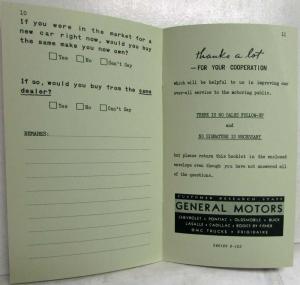 10
If you were in the market for a
new car right now, would you buy
the same make you now own?
Yes No Can't Say
If so, would you buy from the same
dealer?
Yes No Can't Say
REMARKS:
11
thanks a lot
—FOR YOUR COOPERATION
which will be helpful to us in improving our
over-all service to the motoring public.
THERE IS NO SALES FOLLOW-UP
and
NO SIGNATURE IS NECESSARY
but please return this booklet in the enclosed
envelope even though you have not answered all
of the questions.
CUSTOMER RESEARCH STAFF
GENERAL MOTORS
CHEVROLET • PONTIAC • OLDSMOBILE • BUICK
LASALLE • CADILLAC • BODIES BY FISHER
GMC TRUCKS • FRIGIDAIRE